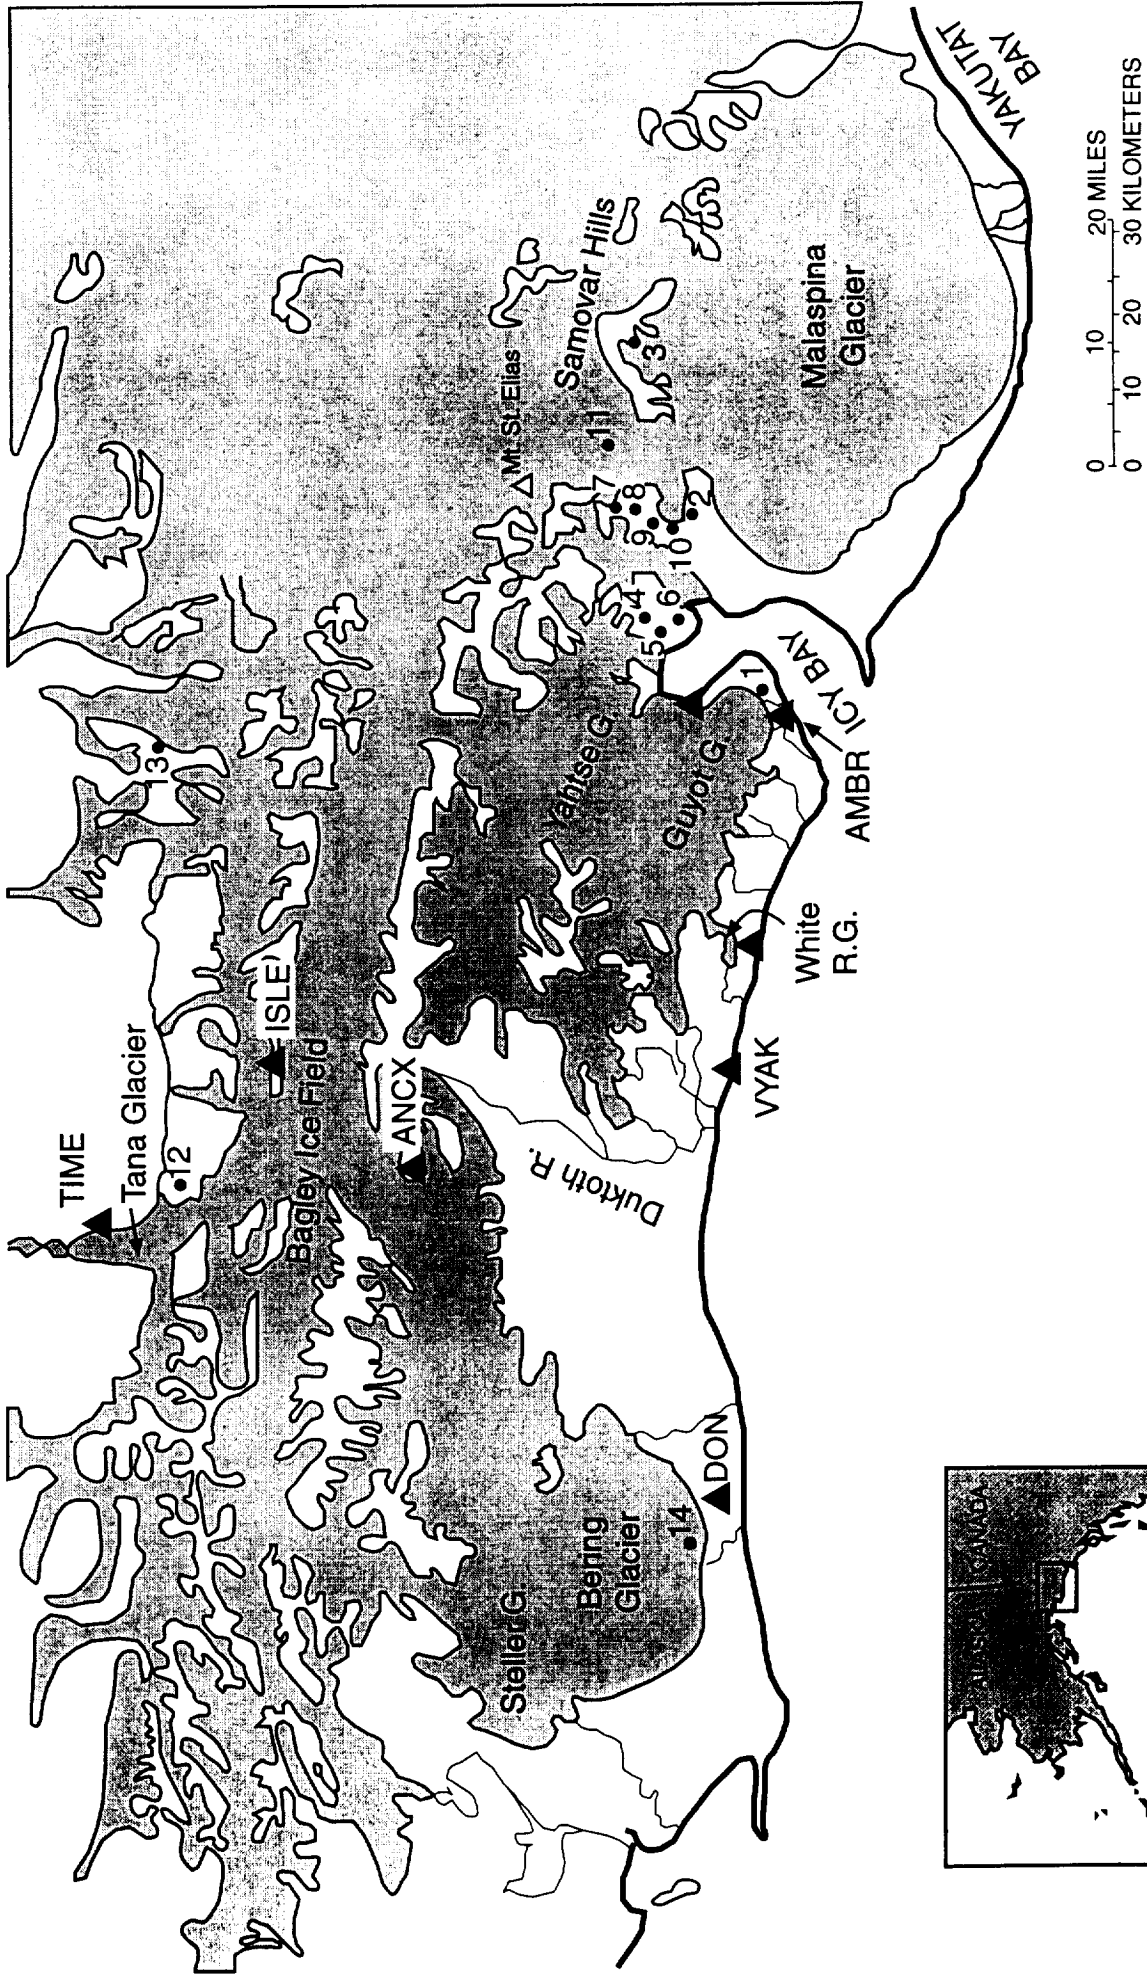 TIME
Tana Glacier
12
13
ISLE
Bagley Ice Field
ANCX
Mt. St. Elias
Samovar Hills
11
3
7
8
9
10
2
4
5
6
1
Yahtse G.
Guyot G.
Malaspina
Glacier
YAKUTAT
BAY
ICY BAY
AMBR
White
R.G.
VYAK
Duktoth R.
DON
14
Bering
Glacier
Steller G.
0 10 20 MILES
0 10 20 30 KILOMETERS
ALASKA
CANADA